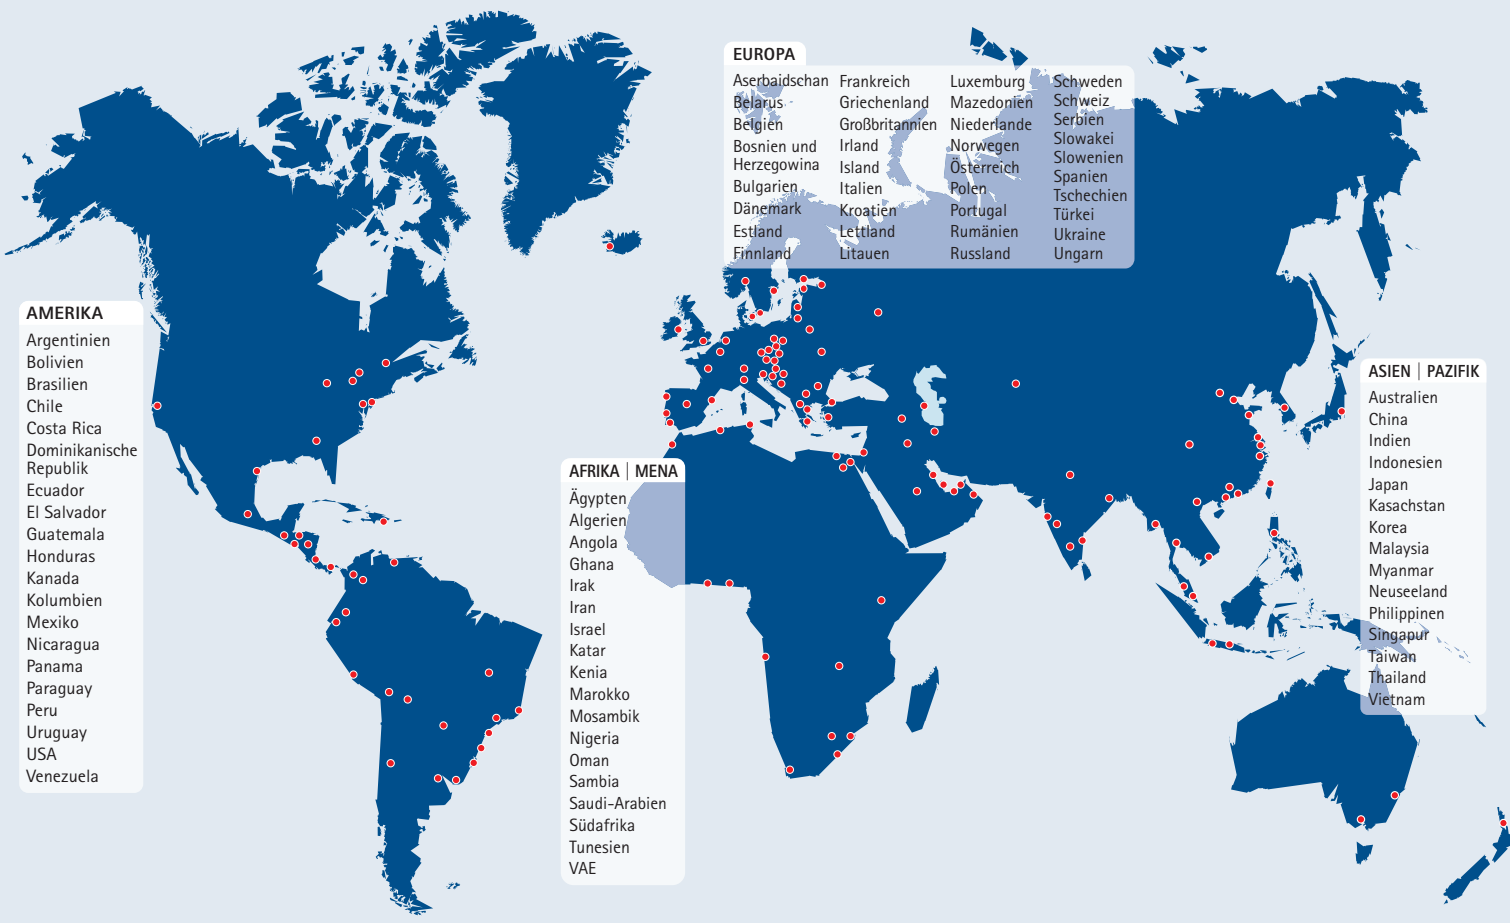 EUROPA
Aserbaidschan
Belarus
Belgien
Bosnien und
Herzegowina
Bulgarien
Dänemark
Estland
Finnland
Frankreich
Griechenland
Großbritannien
Irland
Island
Italien
Kroatien
Lettland
Litauen
Luxemburg
Mazedonien
Niederlande
Norwegen
Österreich
Polen
Portugal
Rumänien
Russland
Schweden
Schweiz
Serbien
Slowakei
Slowenien
Spanien
Tschechien
Türkei
Ukraine
Ungarn
AMERIKA
Argentinien
Bolivien
Brasilien
Chile
Costa Rica
Dominikanische
Republik
Ecuador
El Salvador
Guatemala
Honduras
Kanada
Kolumbien
Mexiko
Nicaragua
Panama
Paraguay
Peru
Uruguay
USA
Venezuela
AFRIKA | MENA
Ägypten
Algerien
Angola
Ghana
Irak
Iran
Israel
Katar
Kenia
Marokko
Mosambik
Nigeria
Oman
Sambia
Saudi-Arabien
Südafrika
Tunesien
VAE
ASIEN | PAZIFIK
Australien
China
Indien
Indonesien
Japan
Kasachstan
Korea
Malaysia
Myanmar
Neuseeland
Philippinen
Singapur
Taiwan
Thailand
Vietnam